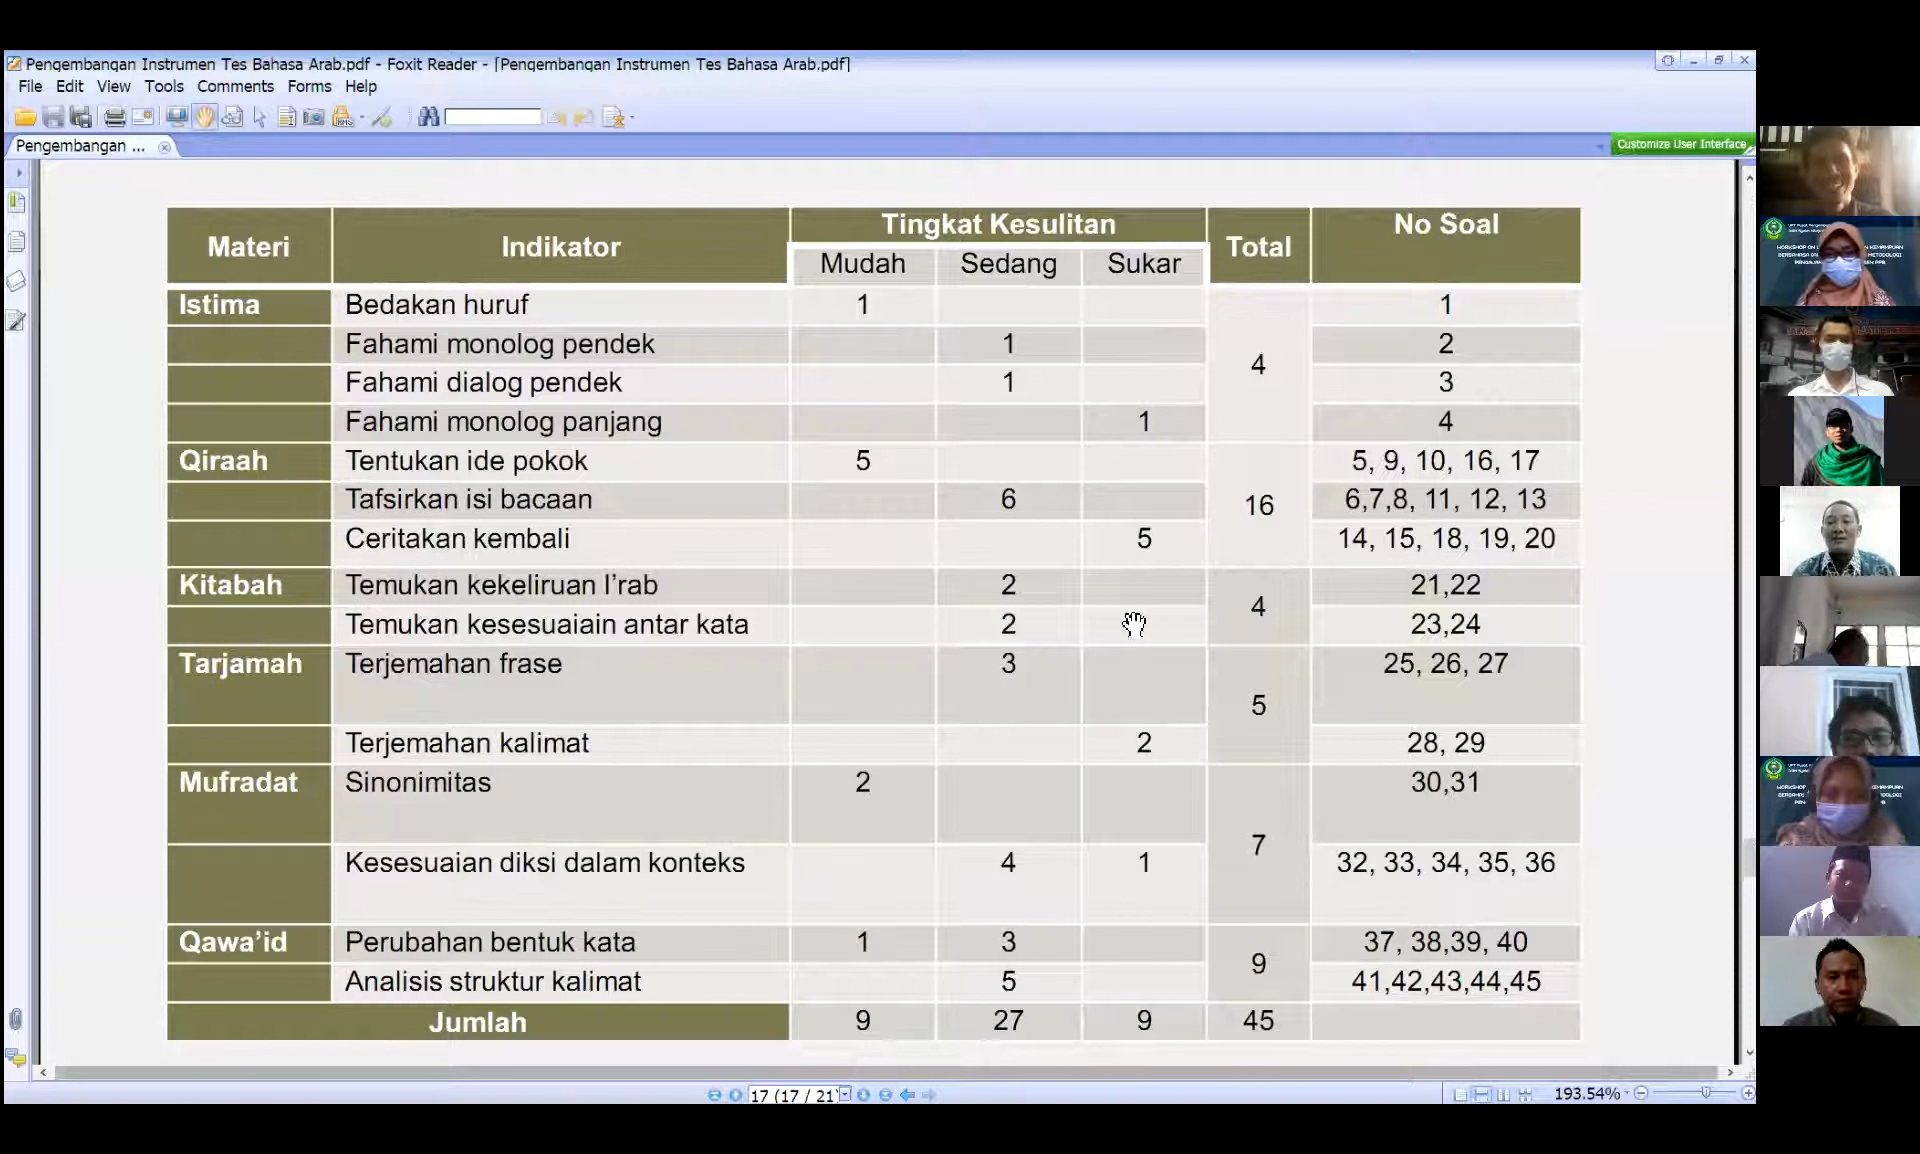 Pengembangan Instrumen Tes Bahasa Arab.pdf - Foxit Reader - [Pengembangan Instrumen Tes Bahasa Arab.pdf]
File Edit View Tools Comments Forms Help
Pengembangan ...
Customize User Interface
Materi Indikator Tingkat Kesulitan Total No Soal
Mudah Sedang Sukar
Istima Bedakan huruf 1 4 1
Fahami monolog pendek 1 2
Fahami dialog pendek 1 3
Fahami monolog panjang 1 4
Qiraah Tentukan ide pokok 5 16 5, 9, 10, 16, 17
Tafsirkan isi bacaan 6 6,7,8, 11, 12, 13
Ceritakan kembali 5 14, 15, 18, 19, 20
Kitabah Temukan kekeliruan I’rab 2 4 21,22
Temukan kesesuaiain antar kata 2 23,24
Tarjamah Terjemahan frase 3 5 25, 26, 27
Terjemahan kalimat 2 28, 29
Mufradat Sinonimitas 2 7 30,31
Kesesuaian diksi dalam konteks 4 1 32, 33, 34, 35, 36
Qawa’id Perubahan bentuk kata 1 3 9 37, 38,39, 40
Analisis struktur kalimat 5 41,42,43,44,45
Jumlah 9 27 9 45
17 (17 / 21
193.54%